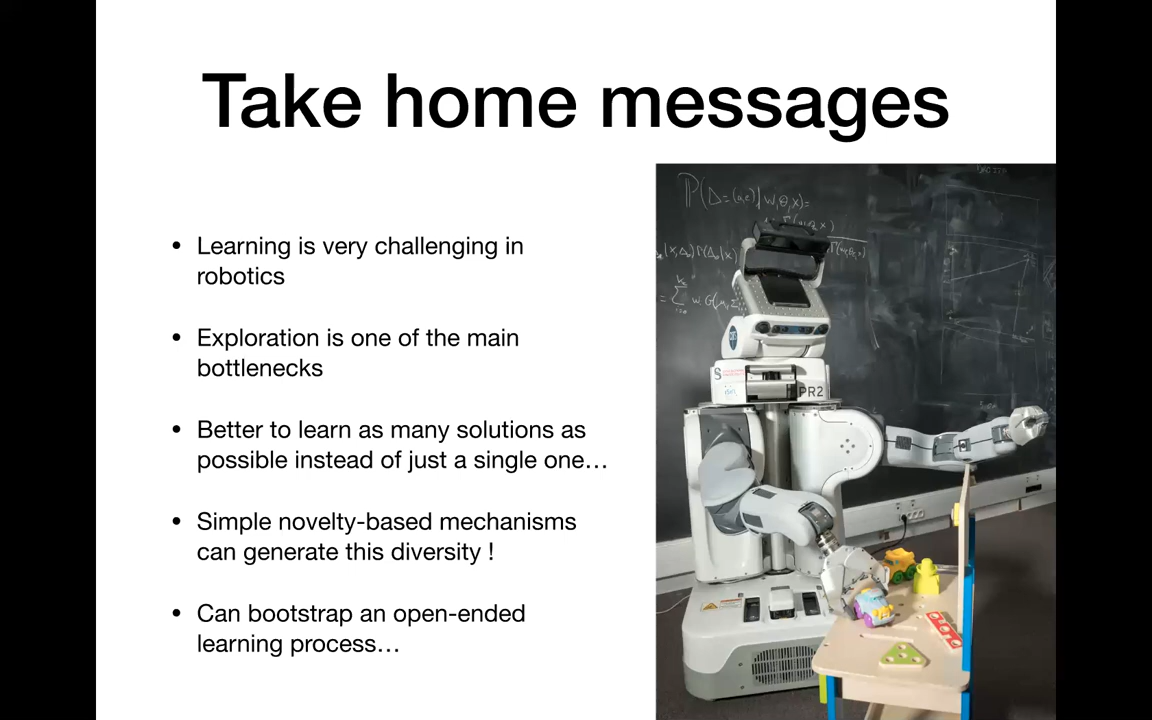 Take home messages
• Learning is very challenging in
robotics
• Exploration is one of the main
bottlenecks
• Better to learn as many solutions as
possible instead of just a single one…
• Simple novelty-based mechanisms
can generate this diversity !
• Can bootstrap an open-ended
learning process…
PR2